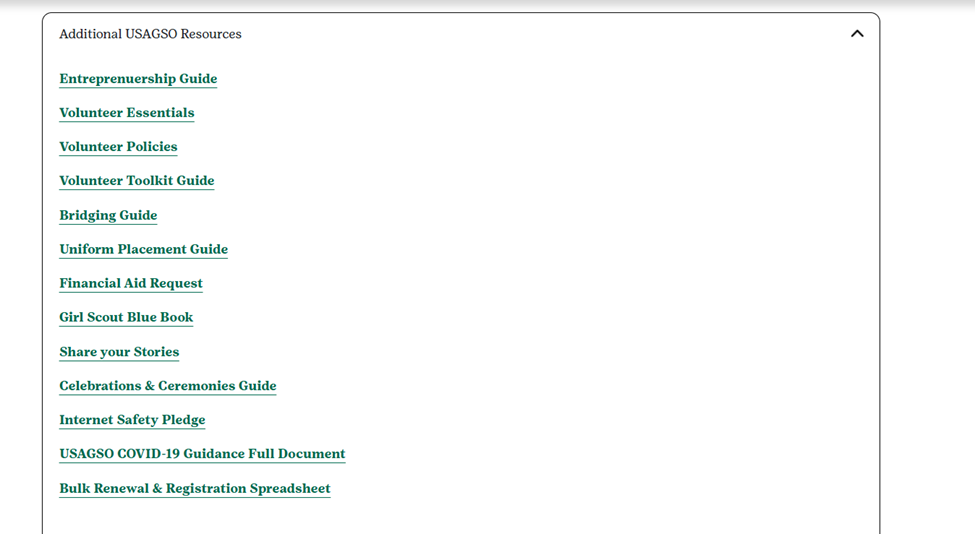 Additional USAGSO Resources
Entreprenuership Guide
Volunteer Essentials
Volunteer Policies
Volunteer Toolkit Guide
Bridging Guide
Uniform Placement Guide
Financial Aid Request
Girl Scout Blue Book
Share your Stories
Celebrations & Ceremonies Guide
Internet Safety Pledge
USAGSO COVID-19 Guidance Full Document
Bulk Renewal & Registration Spreadsheet